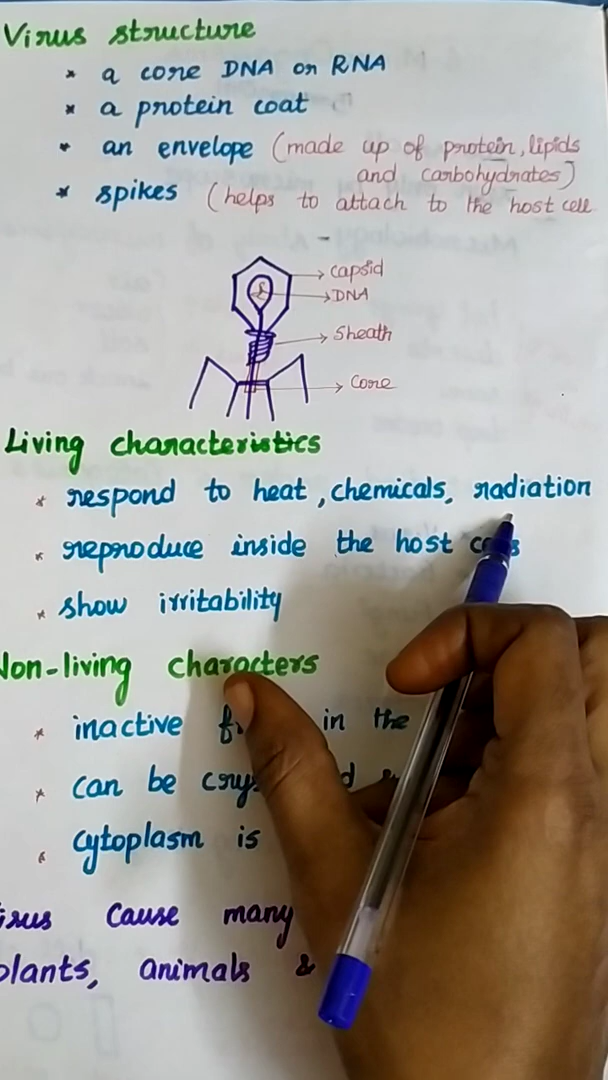 Virus structure
* a core DNA or RNA
* a protein coat
* an envelope (made up of protein, lipids
and carbohydrates)
* spikes (helps to attach to the host cell
→ capsid
→ DNA
→ Sheath
→ Core
Living characteristics
* respond to heat, chemicals, radiation
* reproduce inside the host
* show irritability
Non-living characters
* inactive in the
* can be
* cytoplasm is
cause many
plants, animals &